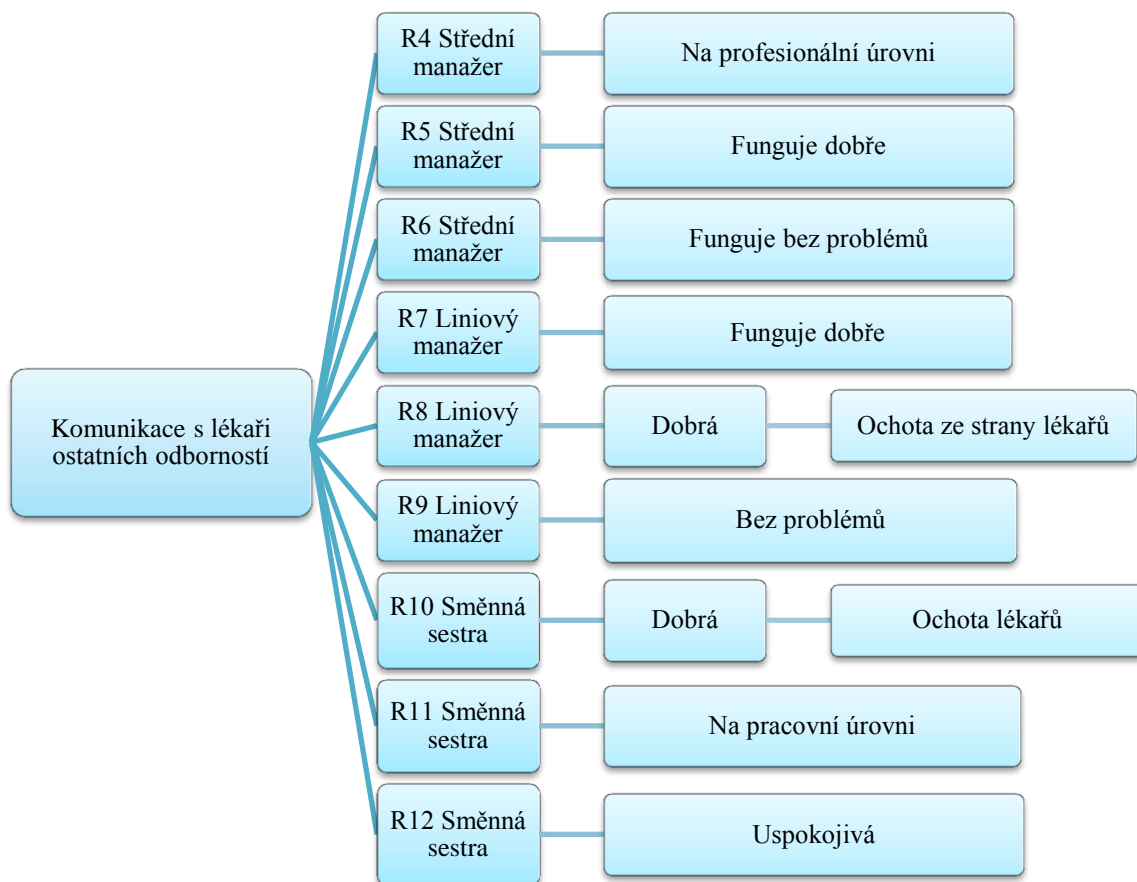 R4 Střední
manažer
Na profesionální úrovni
R5 Střední
manažer
Funguje dobře
R6 Střední
manažer
Funguje bez problémů
R7 Liniový
manažer
Funguje dobře
Komunikace s lékaři
ostatních odborností
R8 Liniový
manažer
Dobrá
Ochota ze strany lékařů
R9 Liniový
manažer
Bez problémů
R10 Směnná
sestra
Dobrá
Ochota lékařů
R11 Směnná
sestra
Na pracovní úrovni
R12 Směnná
sestra
Uspokojivá